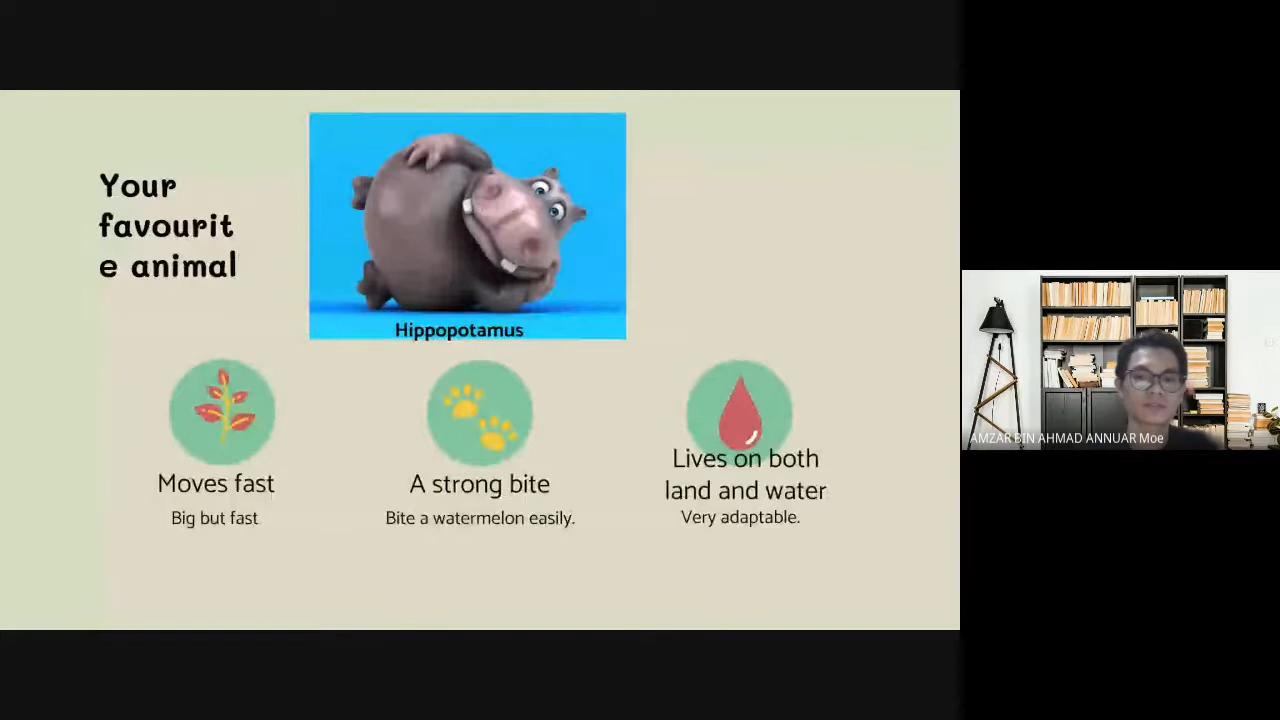 Your
favourit
e animal
Hippopotamus
Moves fast
Big but fast
A strong bite
Bite a watermelon easily.
Lives on both
land and water
Very adaptable.
AMZAR BIN AHMAD ANNUAR Moe